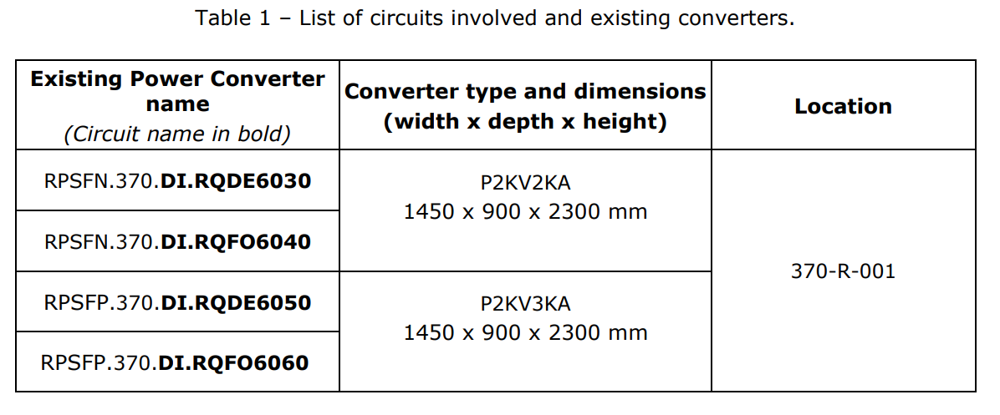 Table 1 – List of circuits involved and existing converters.
Existing Power Converter
name
(Circuit name in bold)
Converter type and dimensions
(width x depth x height)
Location
RPSFN.370.DI.RQDE6030
RPSFN.370.DI.RQFO6040
P2KV2KA
1450 x 900 x 2300 mm
RPSFP.370.DI.RQDE6050
RPSFP.370.DI.RQFO6060
P2KV3KA
1450 x 900 x 2300 mm
370-R-001